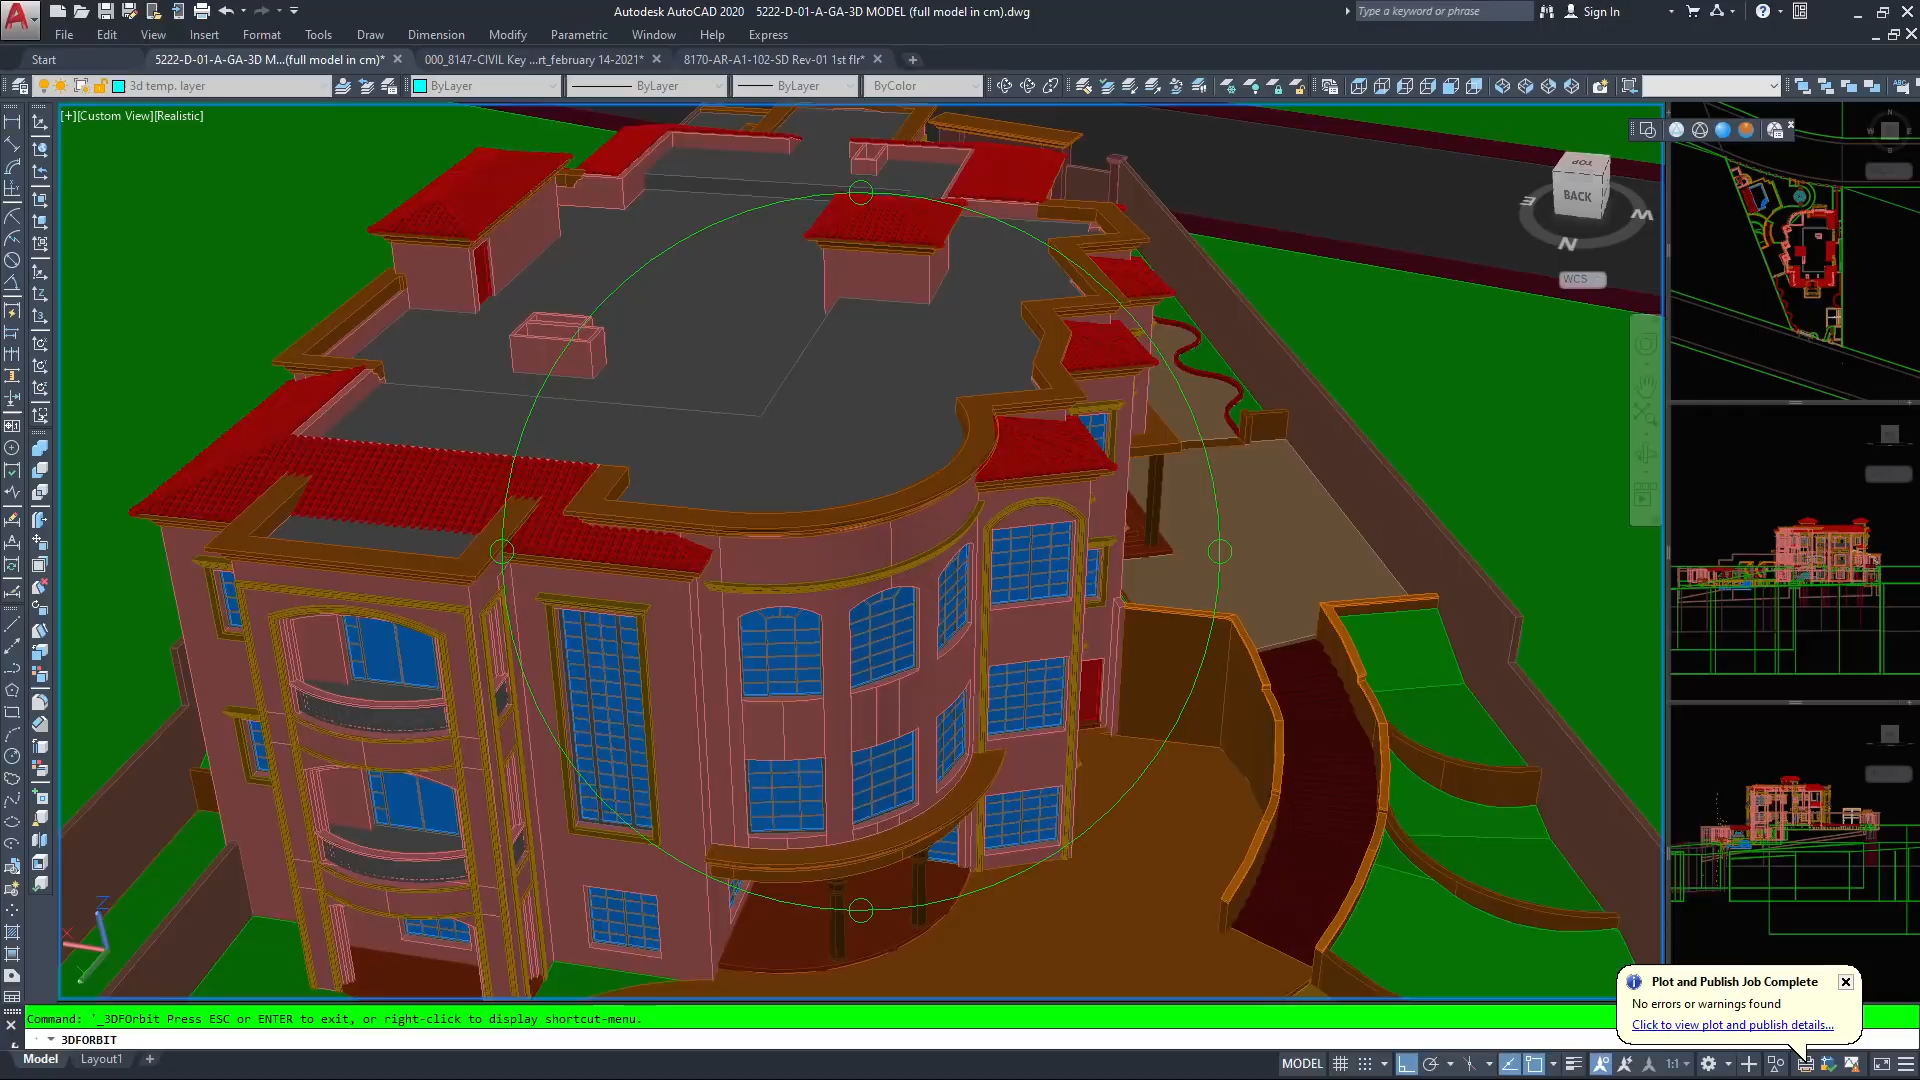 Autodesk AutoCAD 2020 5222-D-01-A-GA-3D MODEL (full model in cm).dwg
Type a keyword or phrase
Sign In
File Edit View Insert Format Tools Draw Dimension Modify Parametric Window Help Express
Start
5222-D-01-A-GA-3D M...(full model in cm)*
000_8147-CIVIL Key ...rt_february 14-2021*
8170-AR-A1-102-SD Rev-01 1st flr*
3d temp. layer
ByLayer
ByLayer
ByLayer
ByColor
[+][Custom View][Realistic]
TOP
BACK
E
W
N
WCS
Z
X
Plot and Publish Job Complete
No errors or warnings found
Click to view plot and publish details...
Command: '_3DFOrbit Press ESC or ENTER to exit, or right-click to display shortcut-menu.
3DFORBIT
Model Layout1
MODEL
1:1